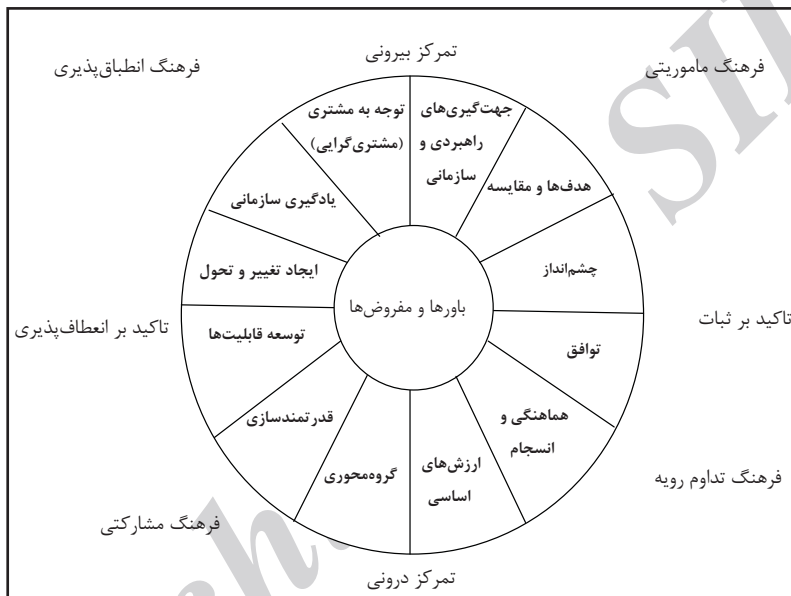 تمرکز بیرونی
فرهنگ ماموریتی
فرهنگ انطباق‌پذیری
جهت‌گیری‌های
راهبردی و
سازمانی
توجه به مشتری
(مشتری‌گرایی)
هدف‌ها و مقایسه
یادگیری سازمانی
چشم‌انداز
ایجاد تغییر و تحول
باورها و مفروض‌ها
تاکید بر ثبات
تاکید بر انعطاف‌پذیری
توافق
توسعه قابلیت‌ها
هماهنگی و
انسجام
قدرتمندسازی
ارزش‌های
اساسی
گروه‌محوری
فرهنگ تداوم رویه
فرهنگ مشارکتی
تمرکز درونی